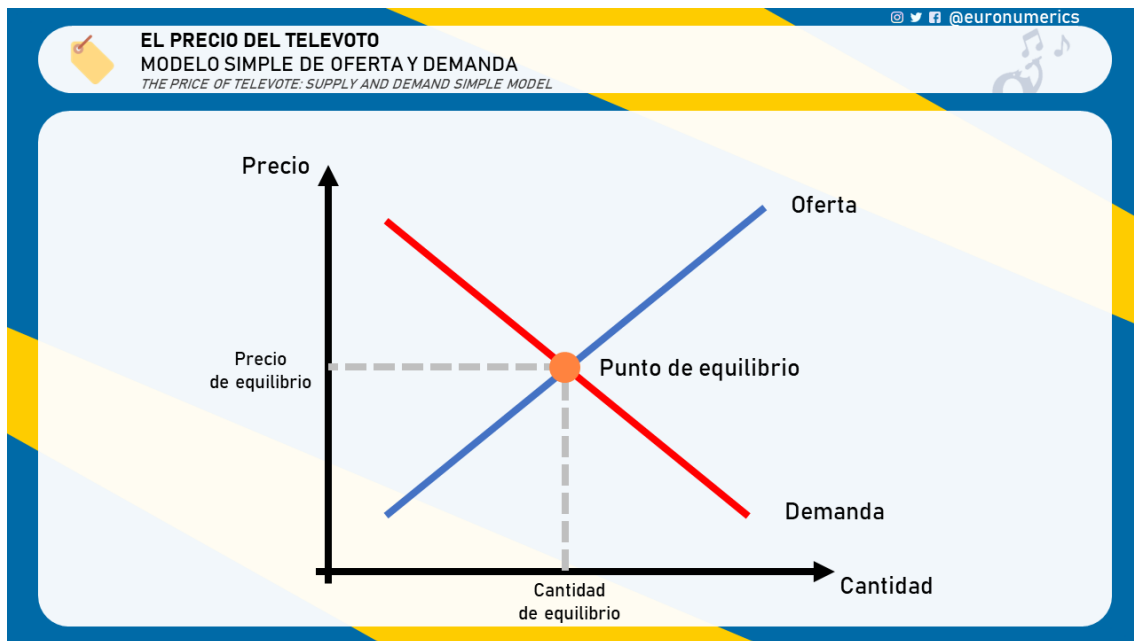 @euronumerics
EL PRECIO DEL TELEVOTO
MODELO SIMPLE DE OFERTA Y DEMANDA
THE PRICE OF TELEVOTE: SUPPLY AND DEMAND SIMPLE MODEL
Precio
Oferta
Precio
de equilibrio
Punto de equilibrio
Demanda
Cantidad
Cantidad
de equilibrio